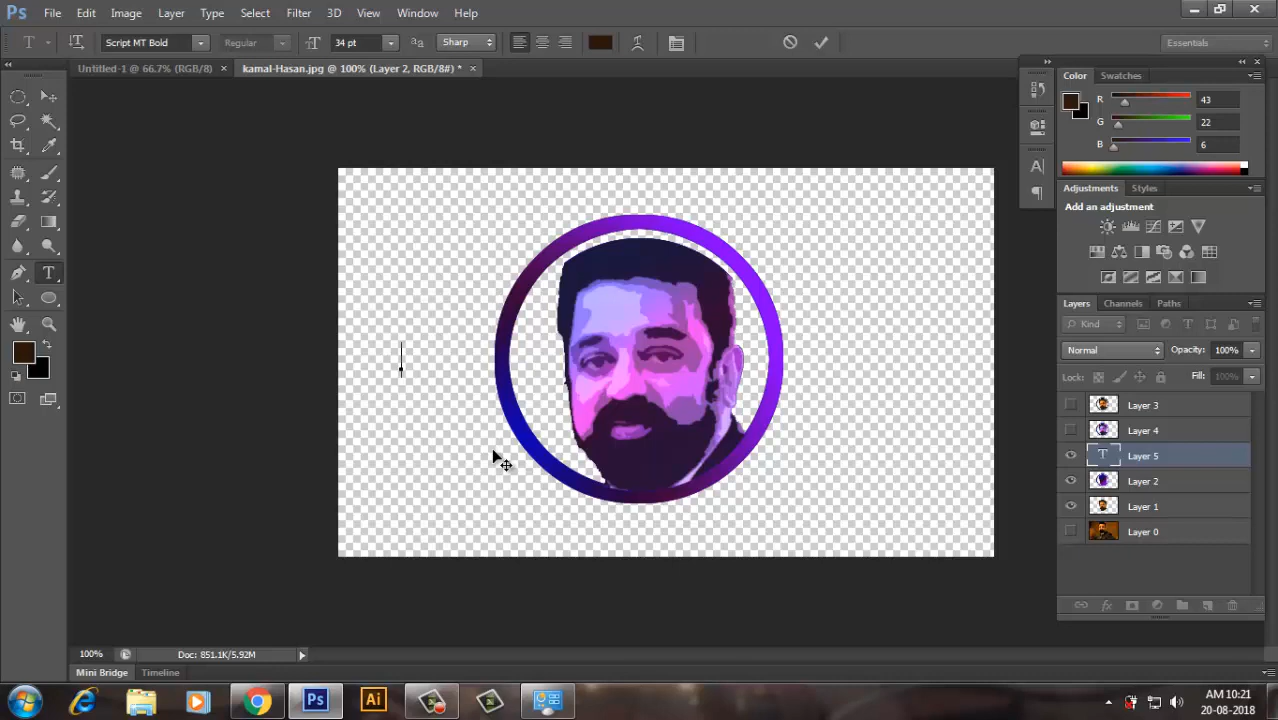 Ps File Edit Image Layer Type Select Filter 3D View Window Help
T Script MT Bold Regular 34 pt aa Sharp Essentials
Untitled-1 @ 66.7% (RGB/8) × kamal-Hasan.jpg @ 100% (Layer 2, RGB/8#) * ×
Color Swatches
R 43
G 22
B 6
Adjustments Styles
Add an adjustment
Layers Channels Paths
Kind
Normal Opacity: 100%
Lock: Fill: 100%
Layer 3
Layer 4
T Layer 5
Layer 2
Layer 1
Layer 0
100% Doc: 851.1K/5.92M
Mini Bridge Timeline
Ps Ai
AM 10:21
20-08-2018